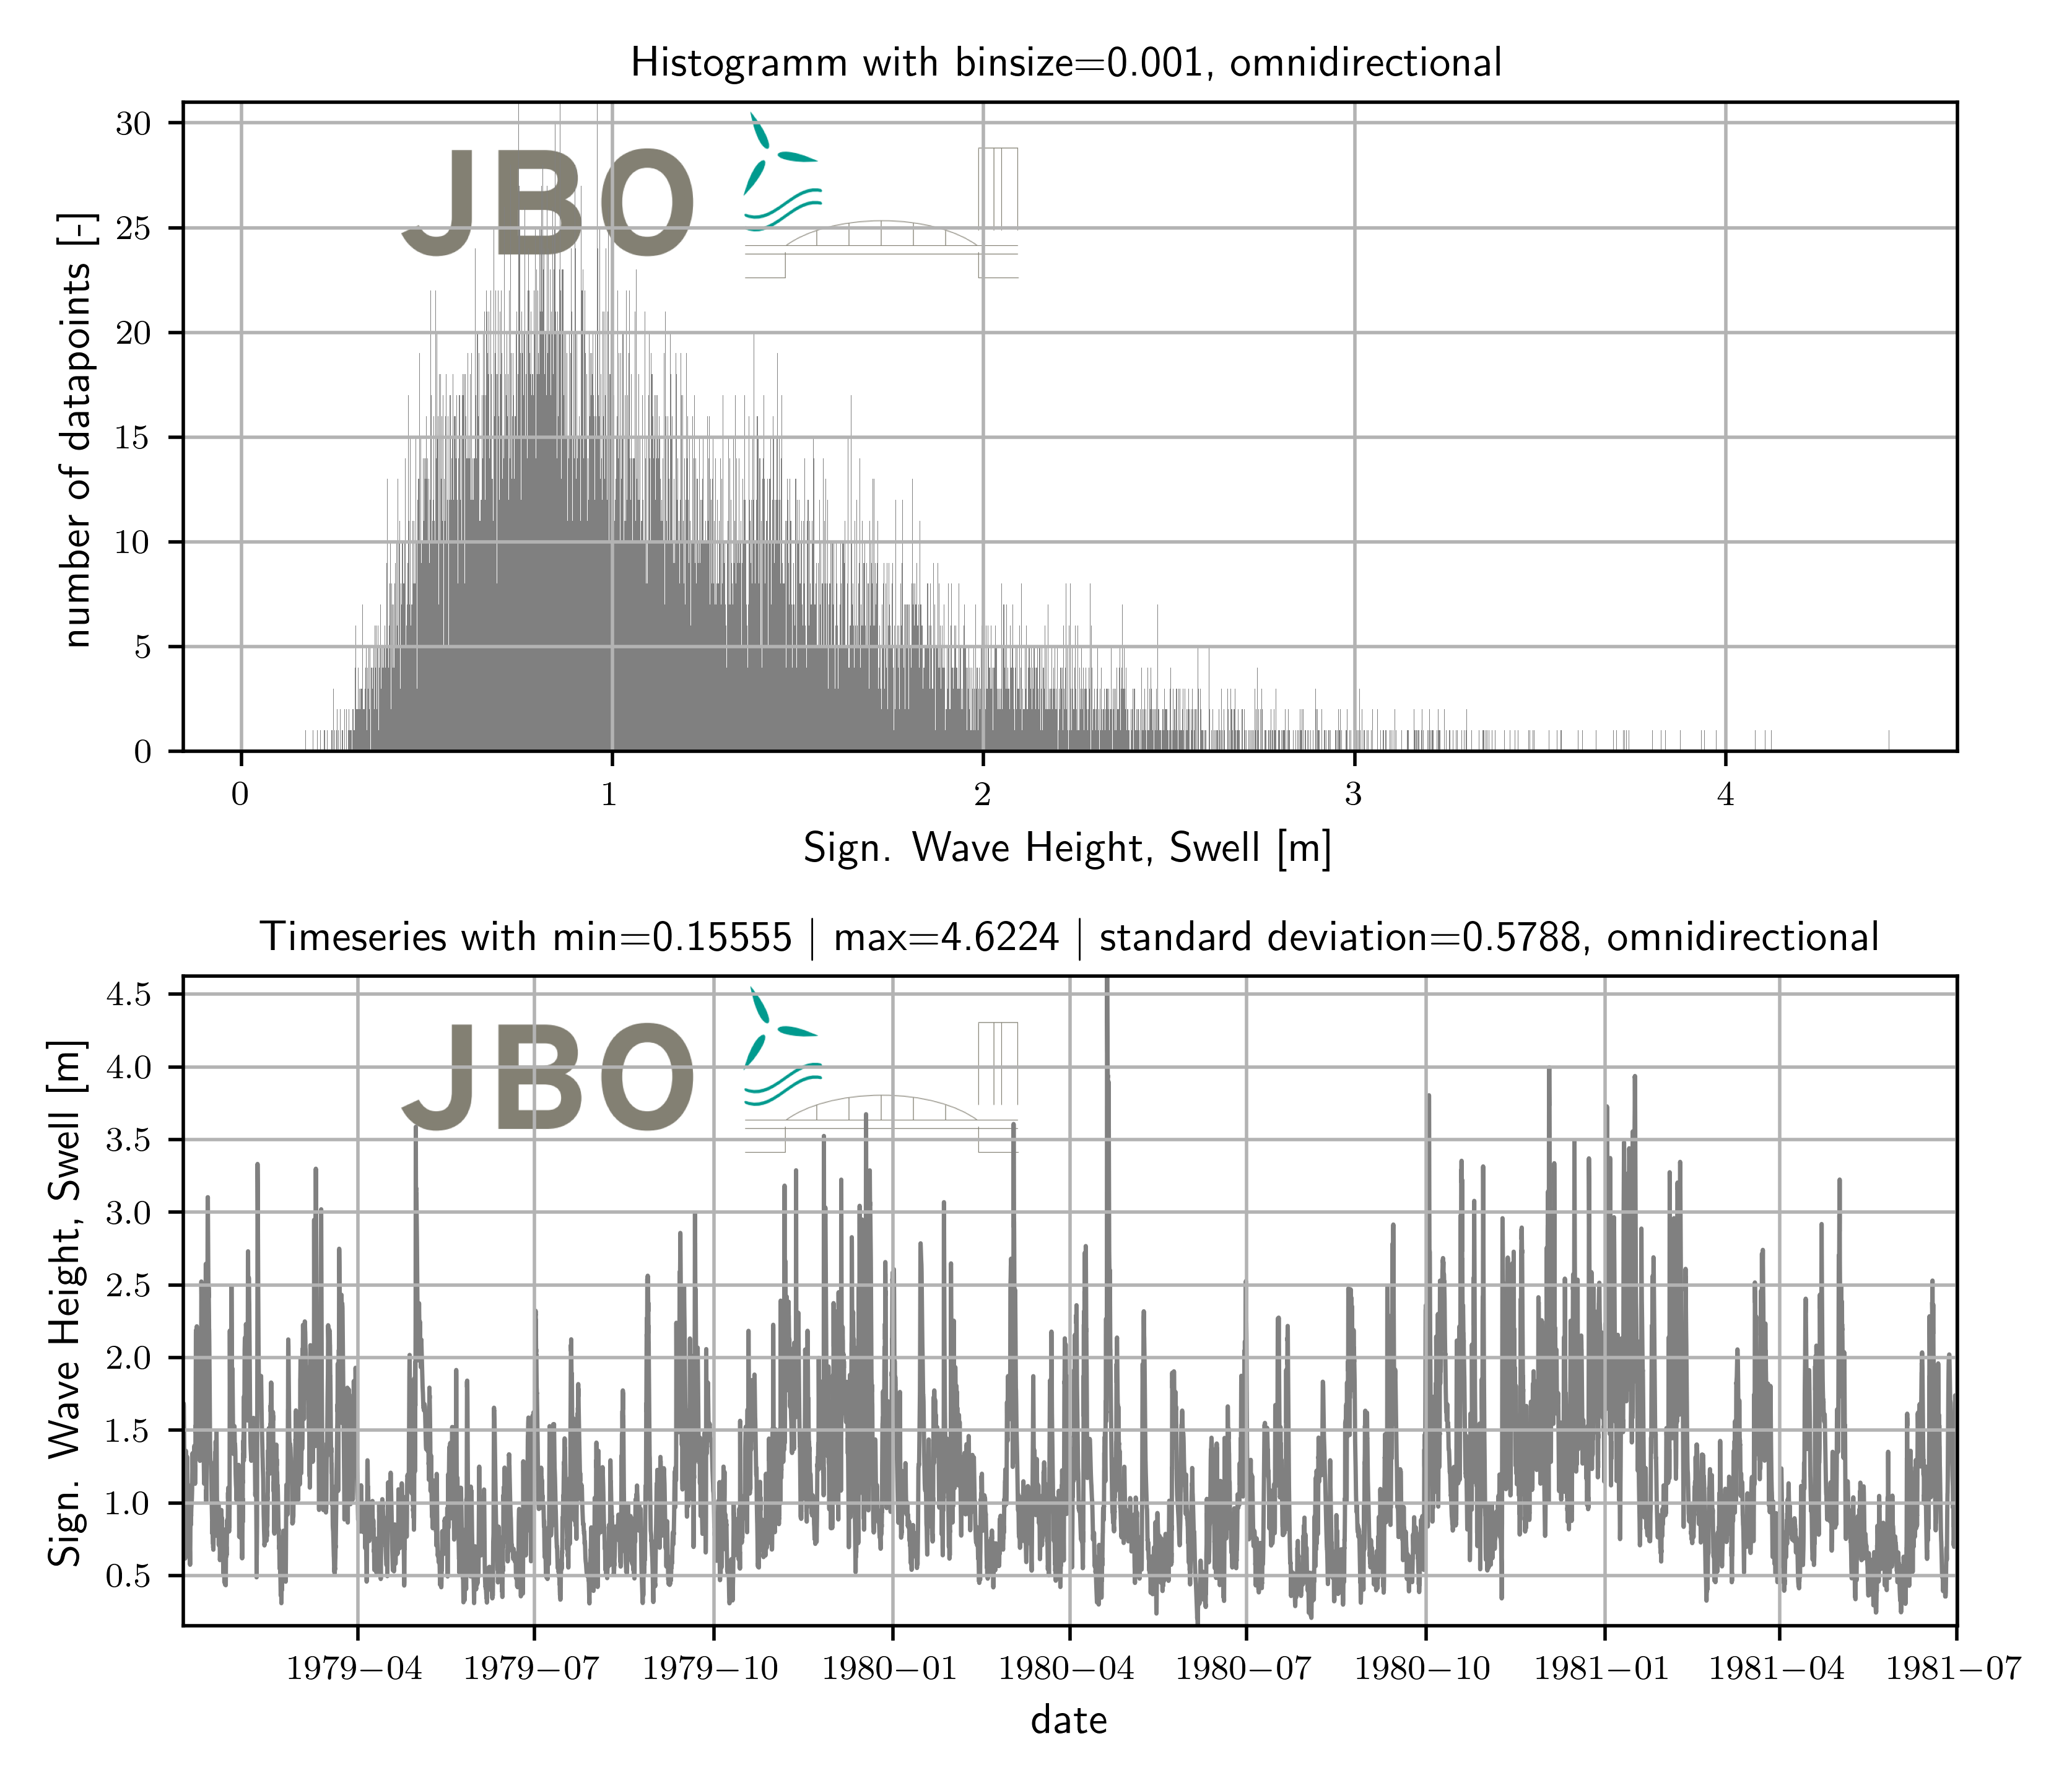 Histogramm with binsize=0.001, omnidirectional
JBO
number of datapoints [-]
30
25
20
15
10
5
0
0 1 2 3 4
Sign. Wave Height, Swell [m]
Timeseries with min=0.15555 | max=4.6224 | standard deviation=0.5788, omnidirectional
JBO
Sign. Wave Height, Swell [m]
4.5
4.0
3.5
3.0
2.5
2.0
1.5
1.0
0.5
1979−04 1979−07 1979−10 1980−01 1980−04 1980−07 1980−10 1981−01 1981−04 1981−07
date